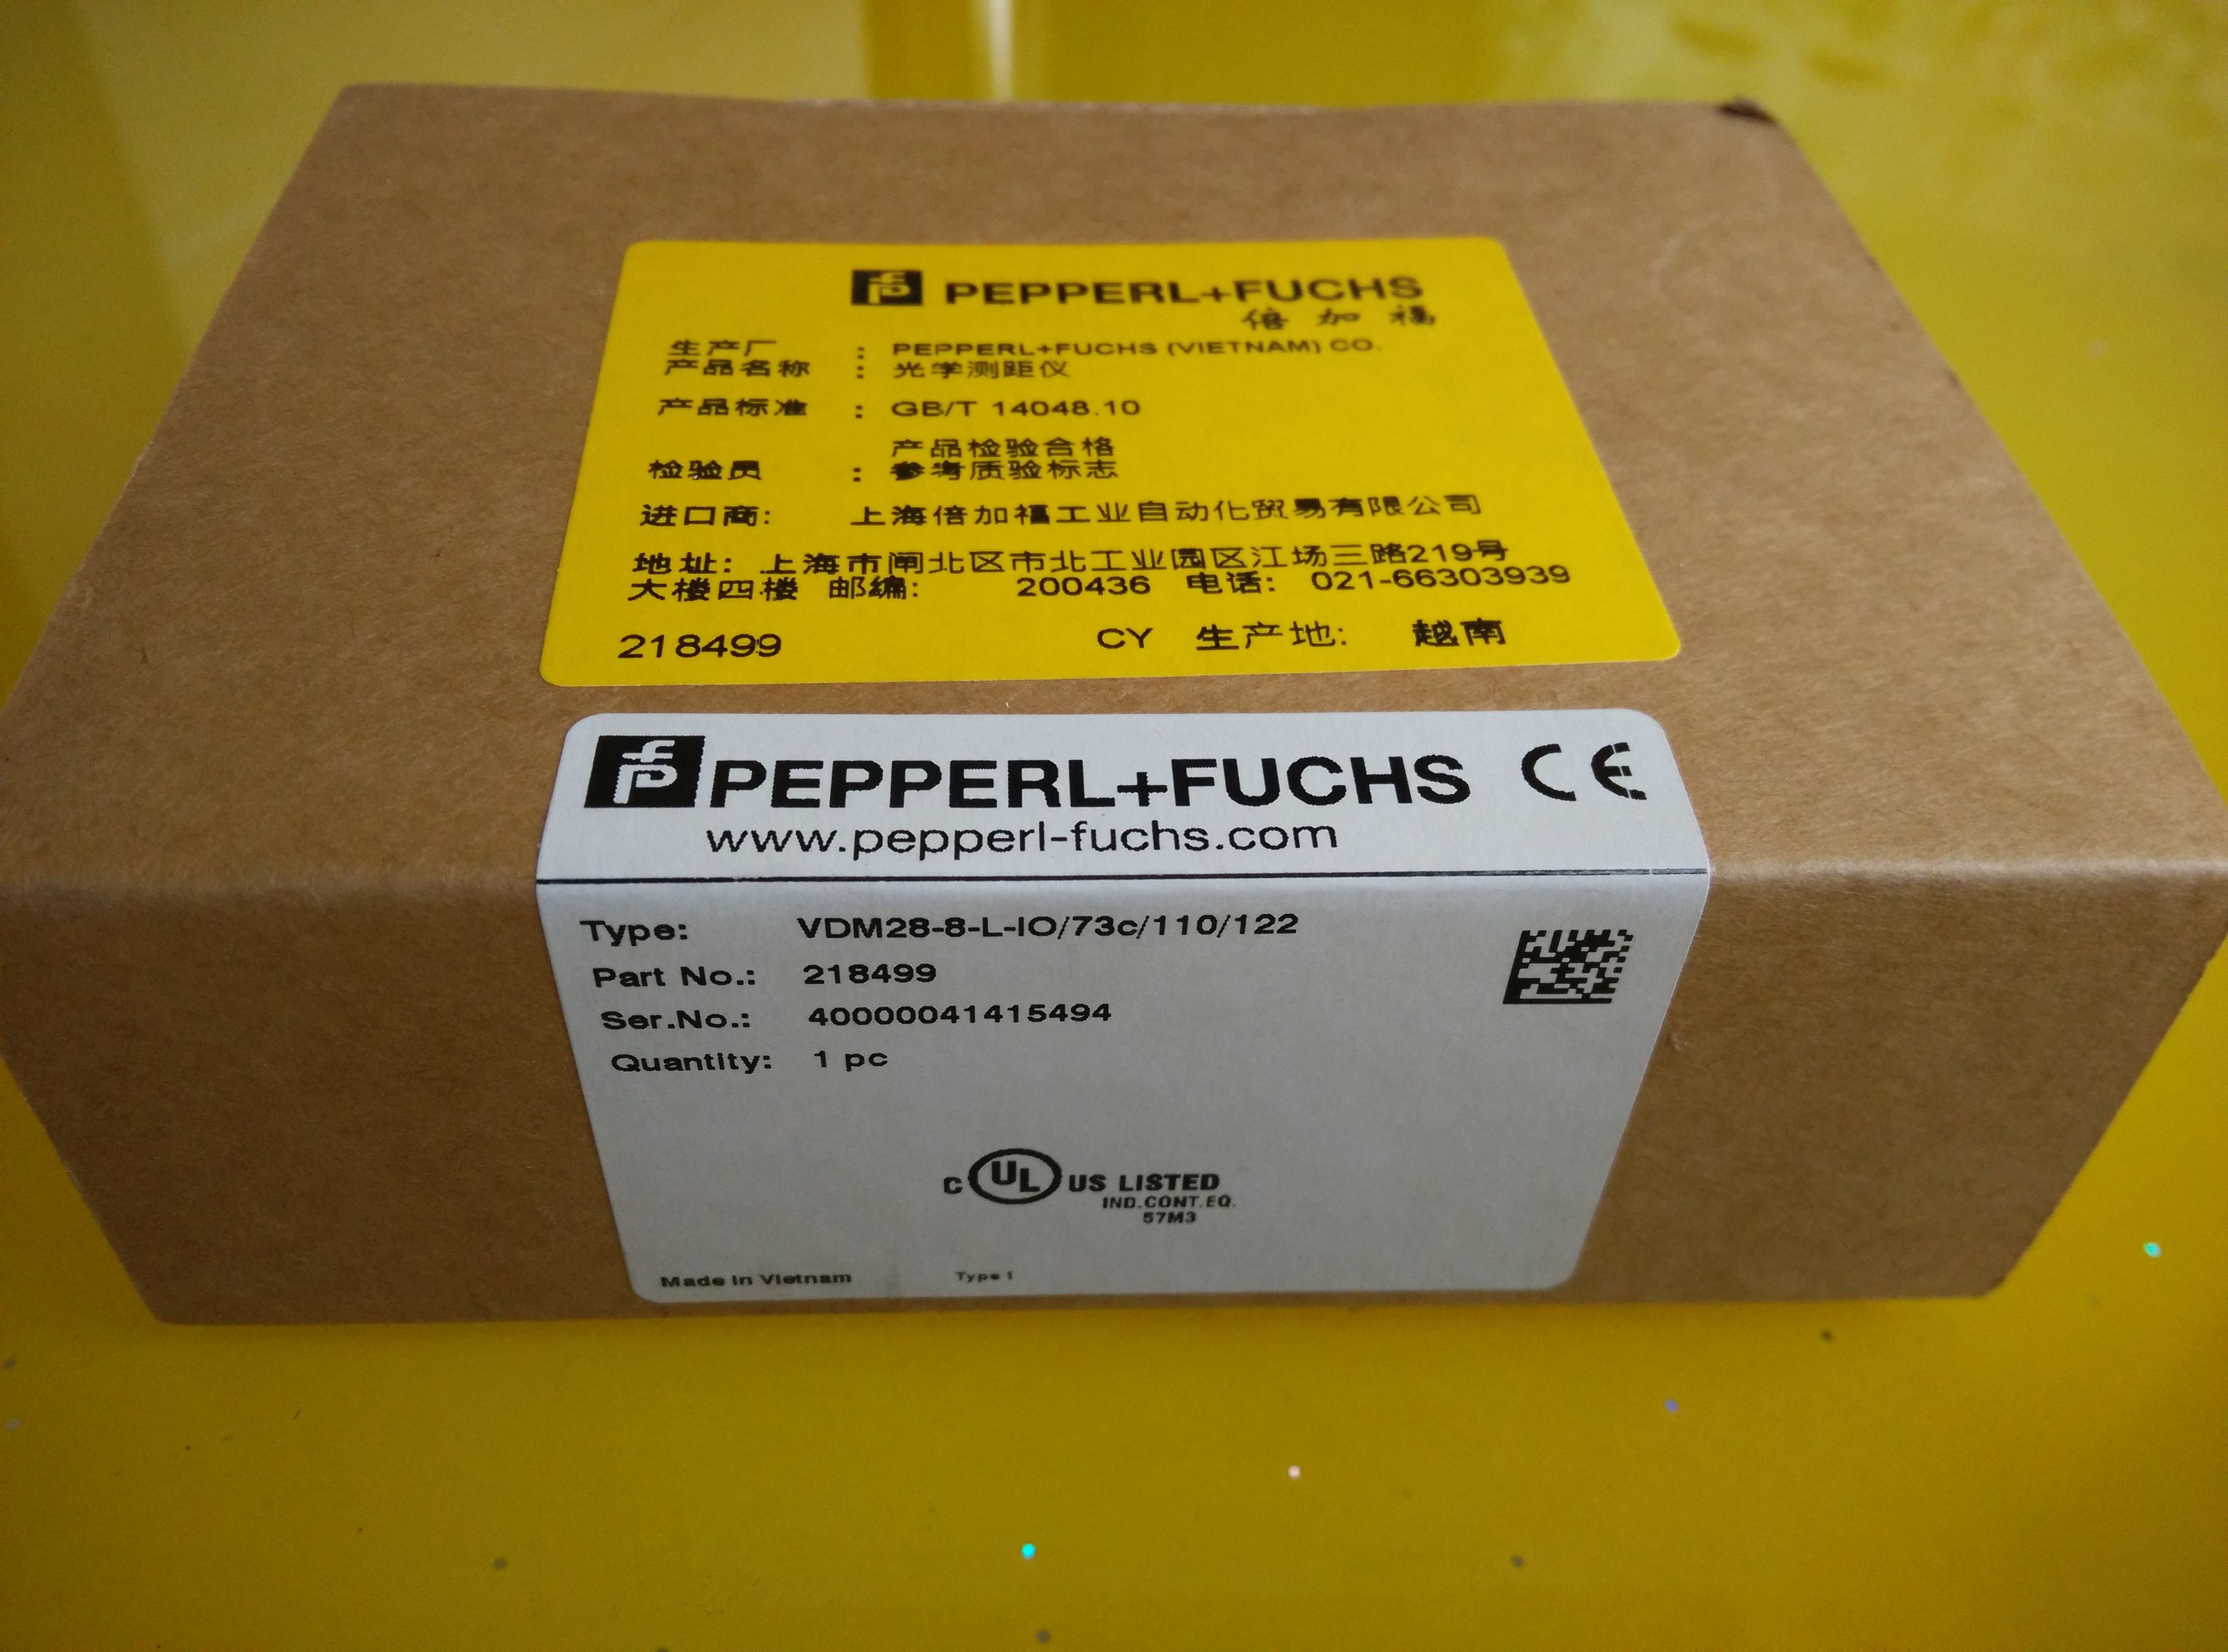 PEPPERL+FUCHS
倍加福
生产厂 : PEPPERL+FUCHS (VIETNAM) CO.
产品名称 : 光学测距仪
产品标准 : GB/T 14048.10
产品检验合格
检验员 : 参考质验标志
进口商: 上海倍加福工业自动化贸易有限公司
地址: 上海市闸北区市北工业园区江场三路219号
大楼四楼 邮编: 200436 电话: 021-66303939
218499 CY 生产地: 越南
PEPPERL+FUCHS CE
www.pepperl-fuchs.com
Type: VDM28-8-L-IO/73c/110/122
Part No.: 218499
Ser.No.: 40000041415494
Quantity: 1 pc
C UL US LISTED
IND.CONT.EQ.
57M3
Made in Vietnam Type 1